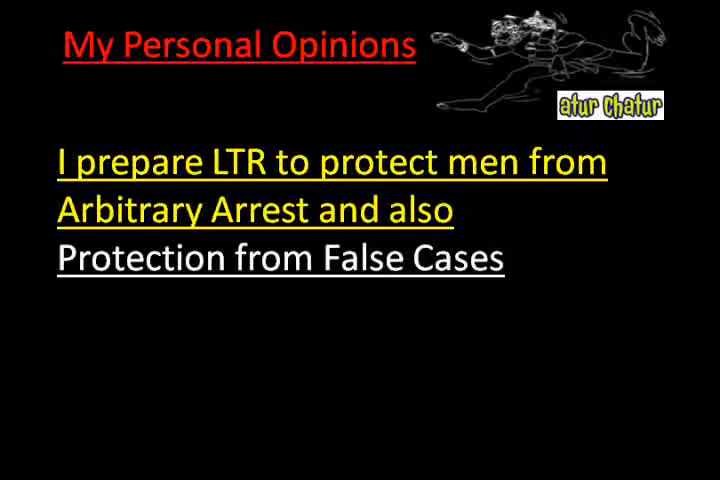 My Personal Opinions
atur chatur
I prepare LTR to protect men from
Arbitrary Arrest and also
Protection from False Cases